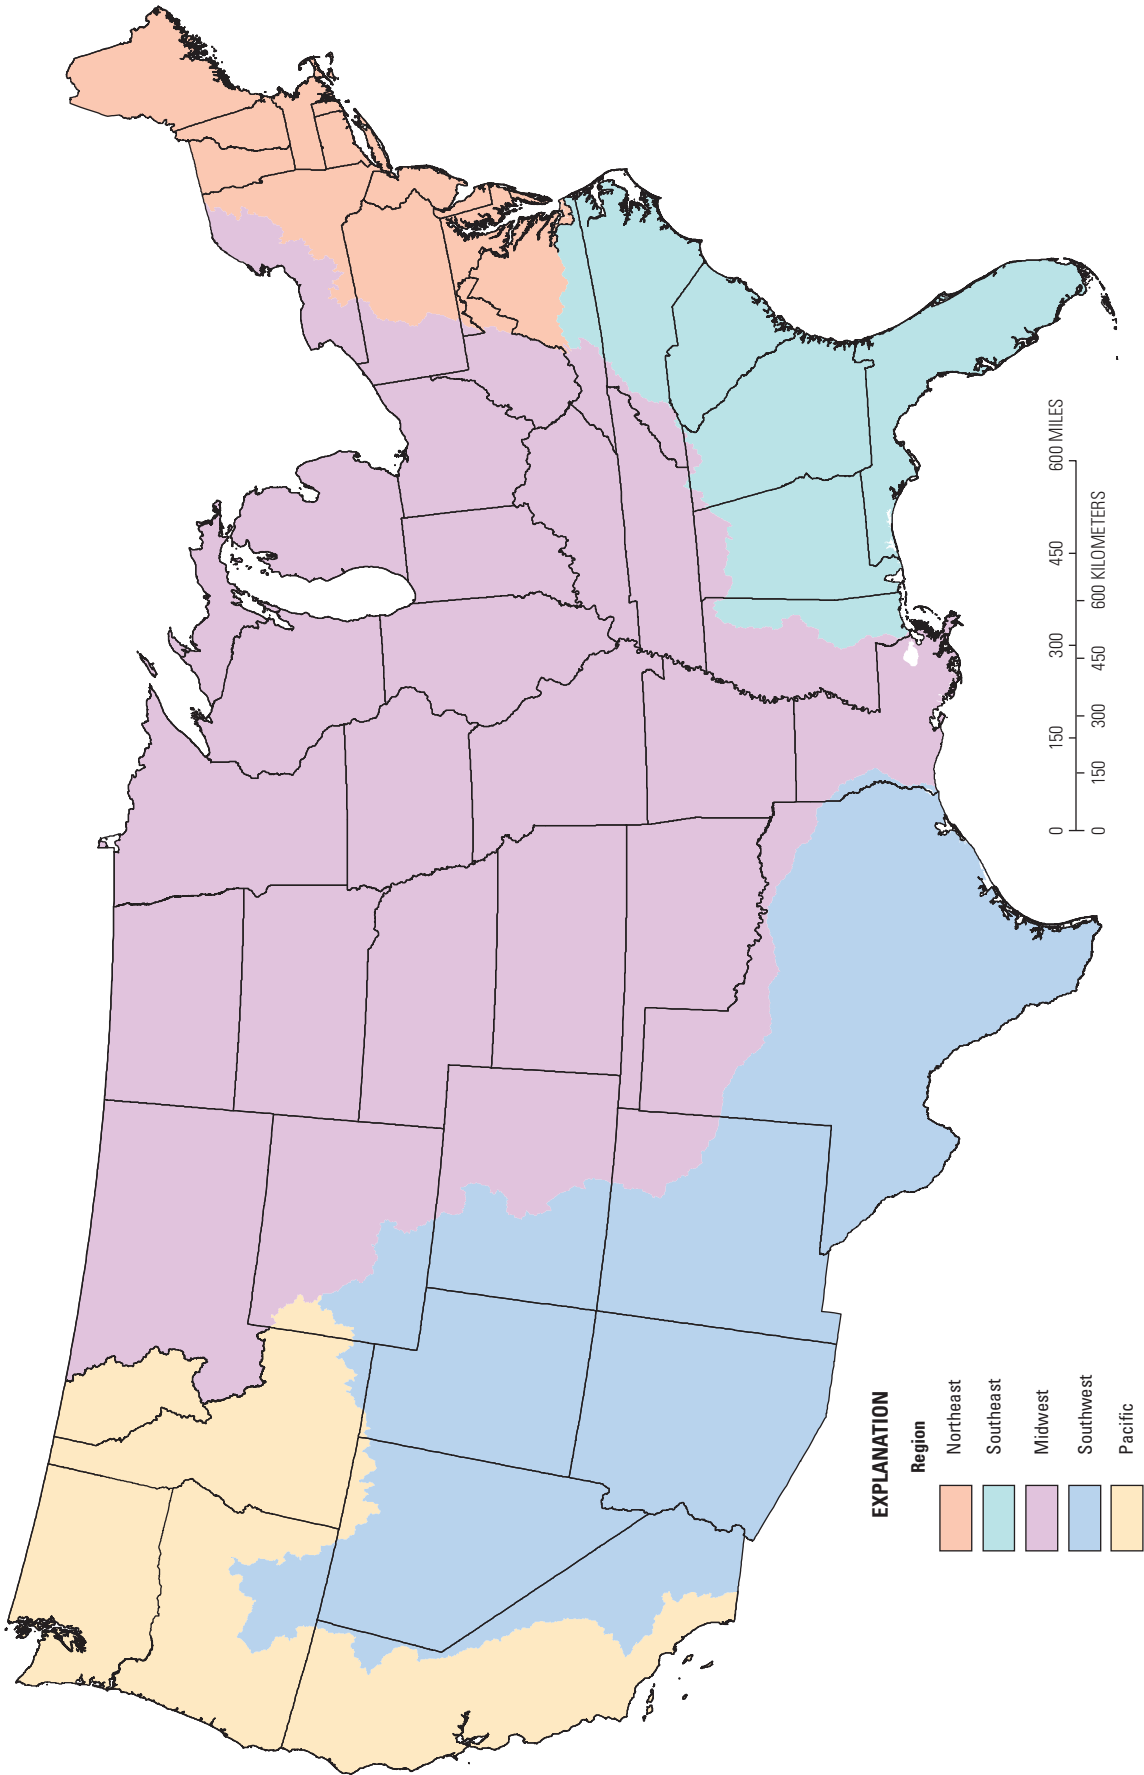 0 150 300 450 600 MILES
0 150 300 450 600 KILOMETERS
EXPLANATION
Region
Northeast
Southeast
Midwest
Southwest
Pacific